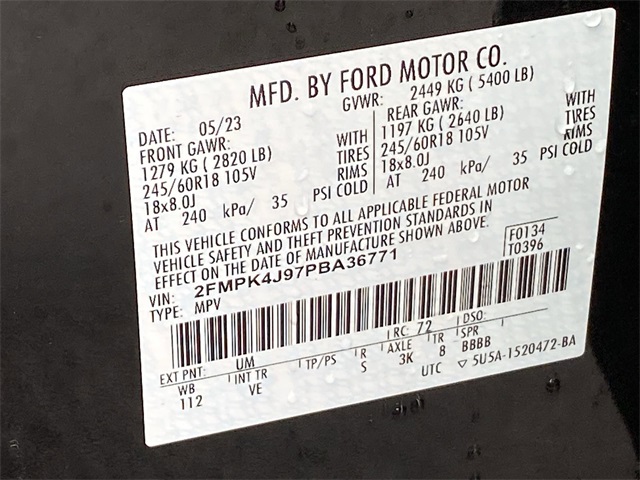 MFD. BY FORD MOTOR CO.
DATE: 05/23 GVWR: 2449 KG ( 5400 LB)
FRONT GAWR: REAR GAWR:
1279 KG ( 2820 LB) WITH 1197 KG ( 2640 LB) WITH
245/60R18 105V TIRES 245/60R18 105V TIRES
18x8.0J RIMS 18x8.0J RIMS
AT 240 kPa/ 35 PSI COLD AT 240 kPa/ 35 PSI COLD
THIS VEHICLE CONFORMS TO ALL APPLICABLE FEDERAL MOTOR
VEHICLE SAFETY AND THEFT PREVENTION STANDARDS IN
EFFECT ON THE DATE OF MANUFACTURE SHOWN ABOVE.
F0134
T0396
VIN: 2FMPK4J97PBA36771
TYPE: MPV
EXT PNT: UM RC: 72 DSO:
WB INT TR TP/PS R AXLE TR SPR
112 VE S 3K 8 BBBB
UTC ▽ 5U5A-1520472-BA